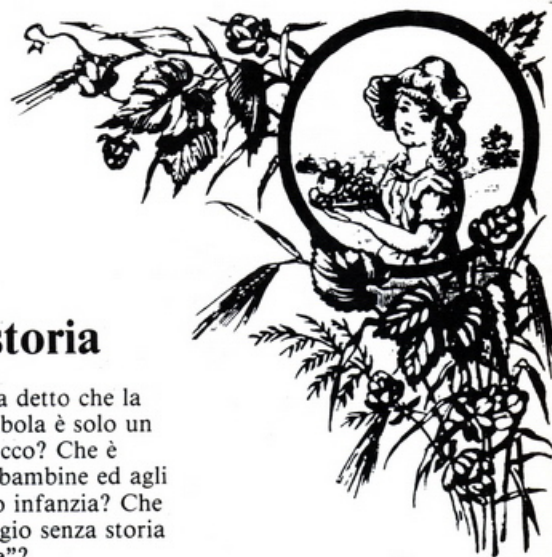 storia
a detto che la
bola è solo un
cco? Che è
bambine ed agli
o infanzia? Che
gio senza storia
e"?